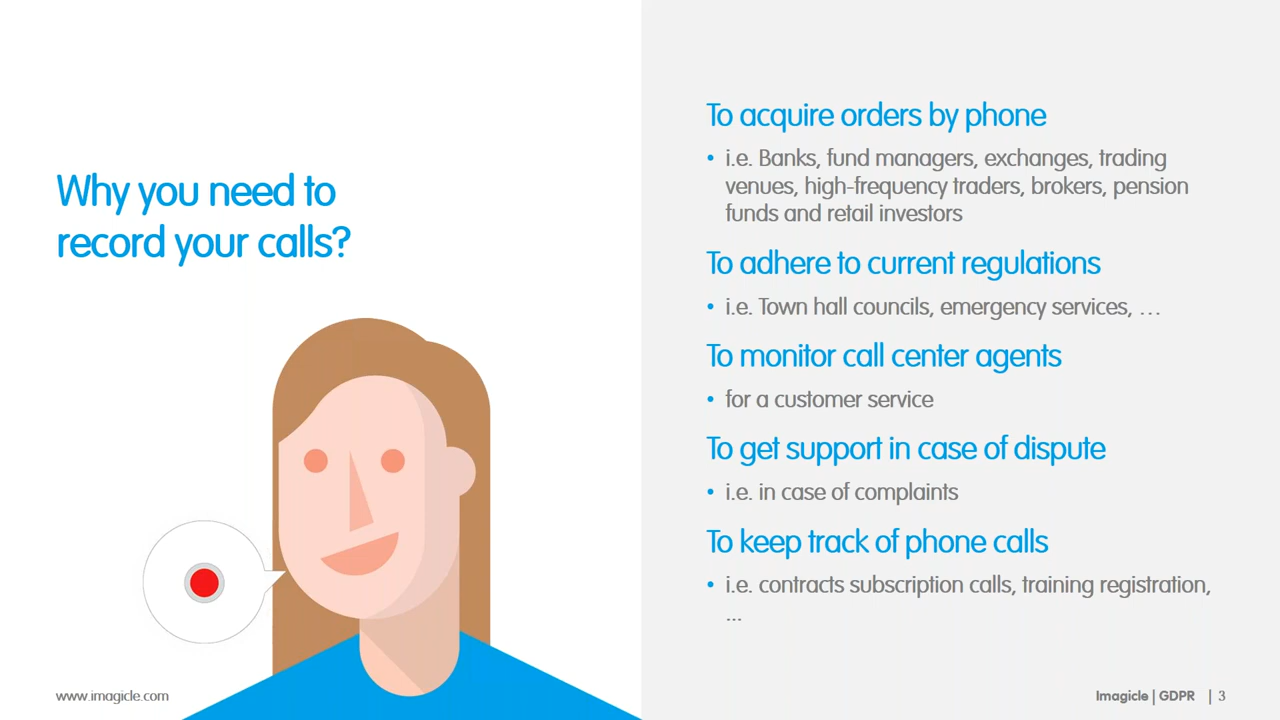 Why you need to
record your calls?
To acquire orders by phone
• i.e. Banks, fund managers, exchanges, trading
venues, high-frequency traders, brokers, pension
funds and retail investors
To adhere to current regulations
• i.e. Town hall councils, emergency services, …
To monitor call center agents
• for a customer service
To get support in case of dispute
• i.e. in case of complaints
To keep track of phone calls
• i.e. contracts subscription calls, training registration,
...
www.imagicle.com
Imagicle | GDPR | 3